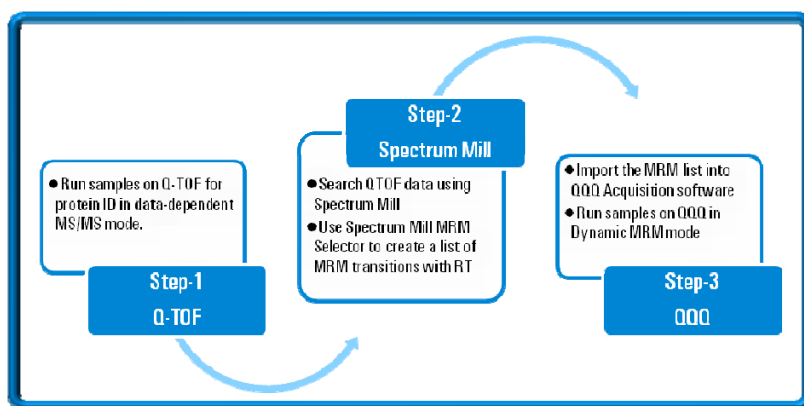 ● Run samples on Q-TOF for
protein ID in data-dependent
MS/MS mode.
Step-1
Q-TOF
Step-2
Spectrum Mill
● Search QTOF data using
Spectrum Mill
● Use Spectrum Mill MRM
Selector to create a list of
MRM transitions with RT
● Import the MRM list into
QQQ Acquisition software
● Run samples on QQQ in
Dynamic MRM mode
Step-3
QQQ